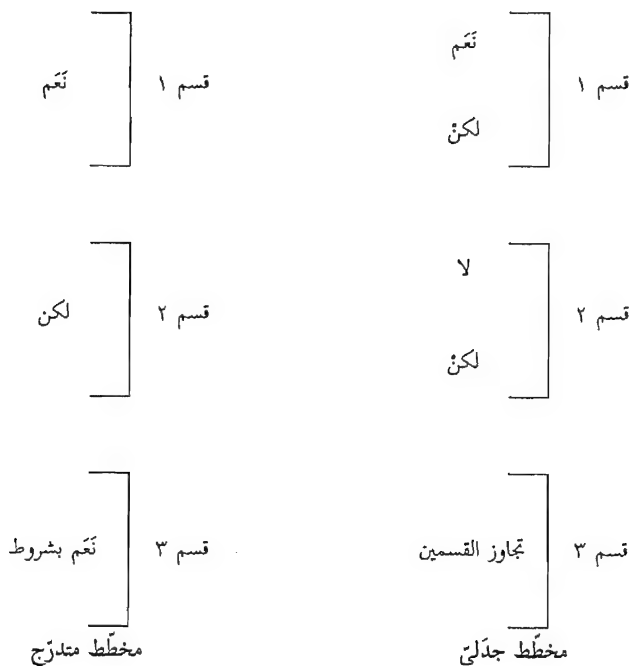 قسم ١
نَعَم
لكنْ
قسم ٢
لا
لكنْ
قسم ٣
تجاوز القسمين
مخطّط جدَليّ
قسم ١
نَعَم
قسم ٢
لكن
قسم ٣
نَعَم بشروط
مخطّط متدرّج